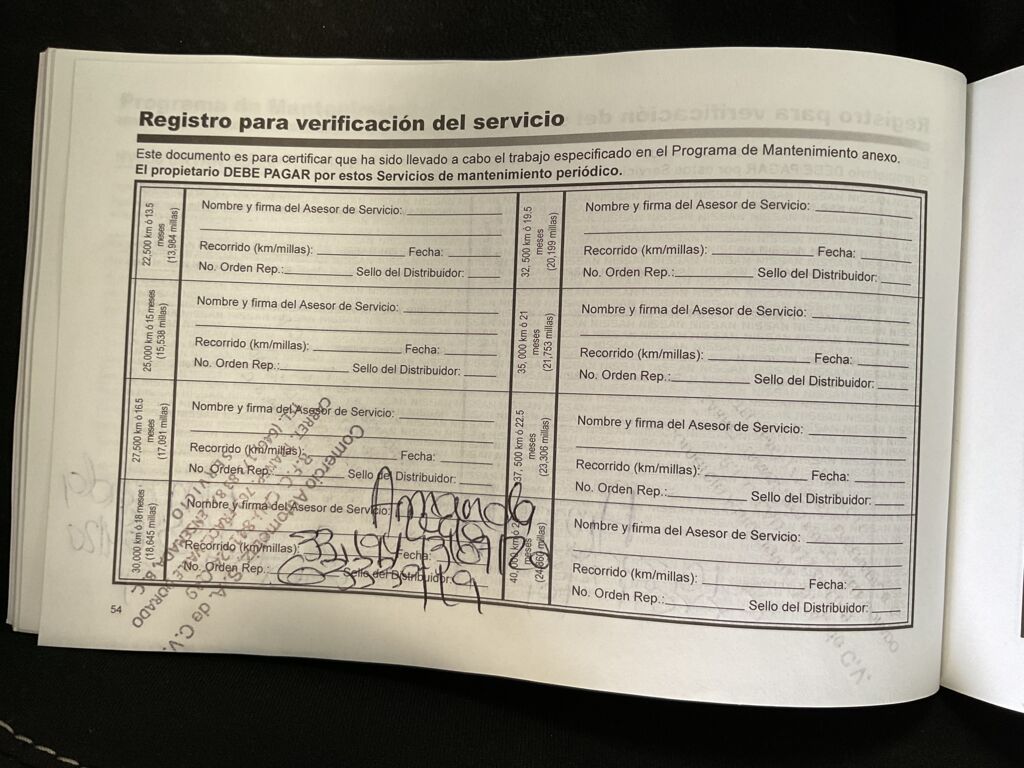 Registro para verificación del servicio
Este documento es para certificar que ha sido llevado a cabo el trabajo especificado en el Programa de Mantenimiento anexo.
El propietario DEBE PAGAR por estos Servicios de mantenimiento periódico.
22,500 km ó 13.5
meses
(13,984 millas)
Nombre y firma del Asesor de Servicio:
Recorrido (km/millas): Fecha:
No. Orden Rep.: Sello del Distribuidor:
25,000 km ó 15 meses
(15,538 millas)
Nombre y firma del Asesor de Servicio:
Recorrido (km/millas): Fecha:
No. Orden Rep.: Sello del Distribuidor:
27,500 km ó 16.5
meses
(17,091 millas)
Nombre y firma del Asesor de Servicio:
Recorrido (km/millas): Fecha:
No. Orden Rep.: Sello del Distribuidor:
30,000 km ó 18 meses
(18,645 millas)
Nombre y firma del Asesor de Servicio:
Amanda
Recorrido (km/millas): Fecha:
No. Orden Rep.: Sello del Distribuidor:
32, 500 km ó 19.5
meses
(20,199 millas)
Nombre y firma del Asesor de Servicio:
Recorrido (km/millas): Fecha:
No. Orden Rep.: Sello del Distribuidor:
35, 000 km ó 21
meses
(21,753 millas)
Nombre y firma del Asesor de Servicio:
Recorrido (km/millas): Fecha:
No. Orden Rep.: Sello del Distribuidor:
37, 500 km ó 22.5
meses
(23,306 millas)
Nombre y firma del Asesor de Servicio:
Recorrido (km/millas): Fecha:
No. Orden Rep.: Sello del Distribuidor:
meses
Nombre y firma del Asesor de Servicio:
Recorrido (km/millas): Fecha:
No. Orden Rep.: Sello del Distribuidor:
54